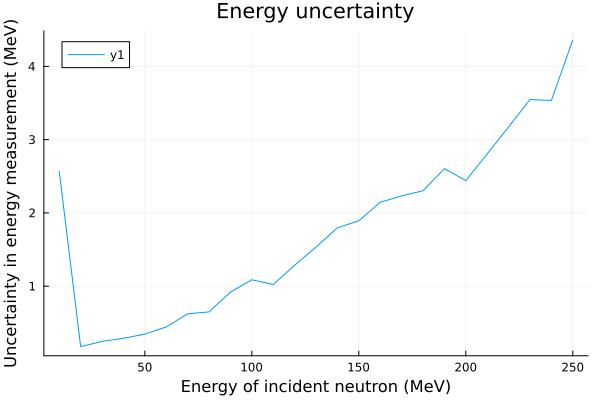 Energy uncertainty
y1
Uncertainty in energy measurement (MeV)
4
3
2
1
50 100 150 200 250
Energy of incident neutron (MeV)